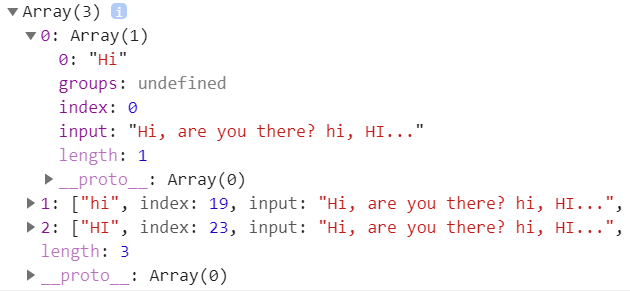 ▼Array(3) i
▼0: Array(1)
0: "Hi"
groups: undefined
index: 0
input: "Hi, are you there? hi, HI..."
length: 1
▶__proto__: Array(0)
▶1: ["hi", index: 19, input: "Hi, are you there? hi, HI...",
▶2: ["HI", index: 23, input: "Hi, are you there? hi, HI...",
length: 3
▶__proto__: Array(0)